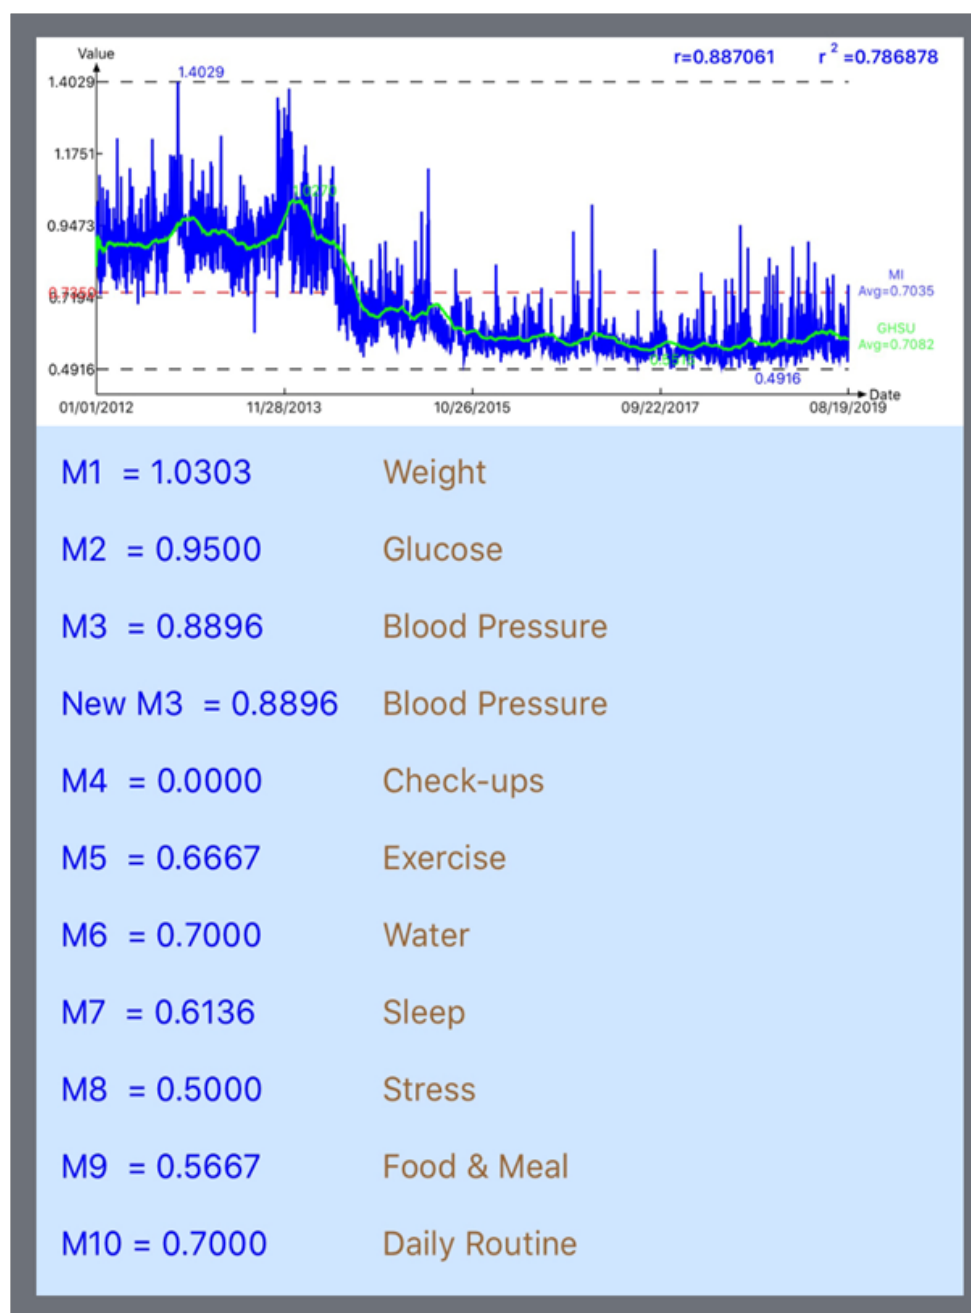 Value
r=0.887061 r²=0.786878
1.4029
1.4029
1.1751
1.0270
0.9473
0.7350
0.7194
MI
Avg=0.7035
GHSU
Avg=0.7082
0.4916
0.4916
Date
01/01/2012 11/28/2013 10/26/2015 09/22/2017 08/19/2019
M1 = 1.0303 Weight
M2 = 0.9500 Glucose
M3 = 0.8896 Blood Pressure
New M3 = 0.8896 Blood Pressure
M4 = 0.0000 Check-ups
M5 = 0.6667 Exercise
M6 = 0.7000 Water
M7 = 0.6136 Sleep
M8 = 0.5000 Stress
M9 = 0.5667 Food & Meal
M10 = 0.7000 Daily Routine